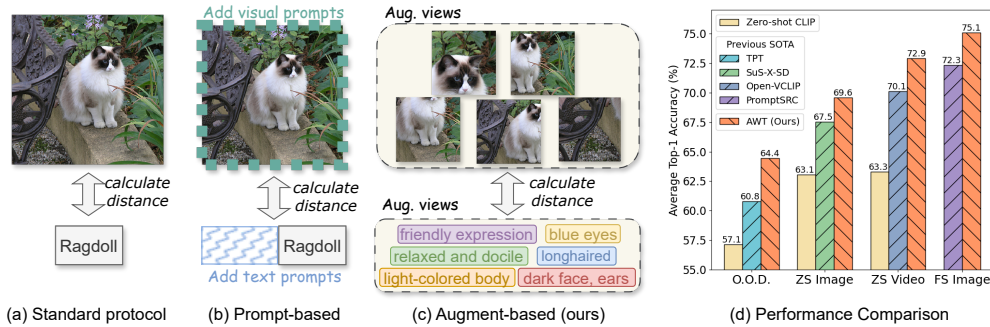 Add visual prompts
calculate
distance
Ragdoll
(a) Standard protocol
calculate
distance
Ragdoll
Add text prompts
(b) Prompt-based
Aug. views
calculate
distance
Aug. views
friendly expression
blue eyes
relaxed and docile
longhaired
light-colored body
dark face, ears
(c) Augment-based (ours)
Average Top-1 Accuracy (%)
75.0
72.5
70.0
67.5
65.0
62.5
60.0
57.5
55.0
Zero-shot CLIP
Previous SOTA
TPT
SuS-X-SD
Open-VCLIP
PromptSRC
AWT (Ours)
57.1
60.8
64.4
63.1
67.5
69.6
63.3
70.1
72.9
72.3
75.1
O.O.D.
ZS Image
ZS Video
FS Image
(d) Performance Comparison